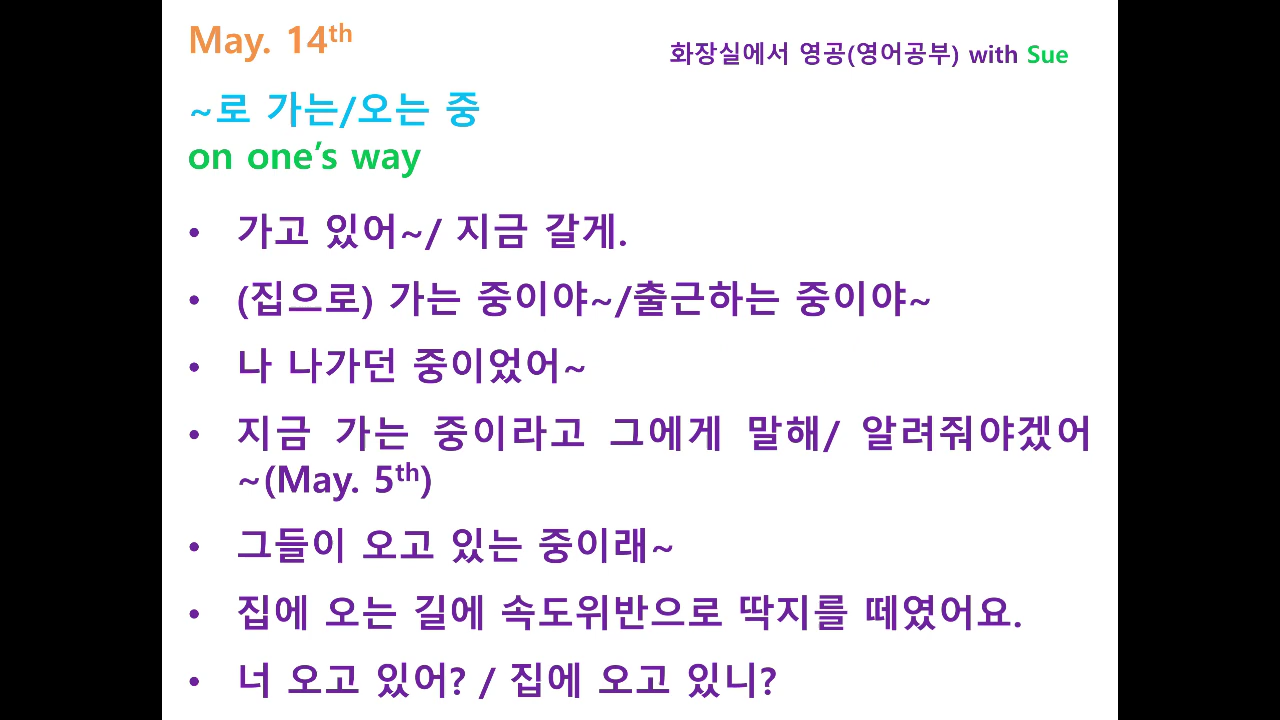 May. 14th
화장실에서 영공(영어공부) with Sue
~로 가는/오는 중
on one's way
• 가고 있어~/ 지금 갈게.
• (집으로) 가는 중이야~/출근하는 중이야~
• 나 나가던 중이었어~
• 지금 가는 중이라고 그에게 말해/ 알려줘야겠어
~(May. 5th)
• 그들이 오고 있는 중이래~
• 집에 오는 길에 속도위반으로 딱지를 떼였어요.
• 너 오고 있어? / 집에 오고 있니?